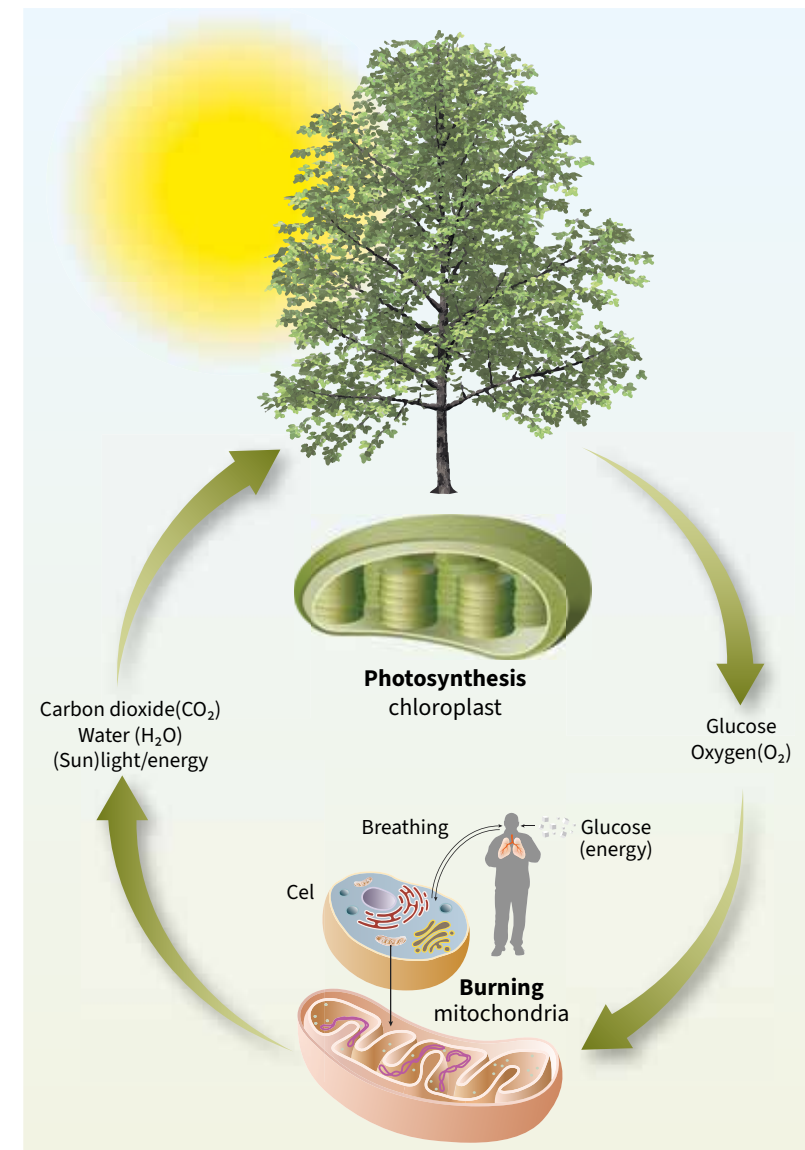 Photosynthesis
chloroplast
Carbon dioxide(CO₂)
Water (H₂O)
(Sun)light/energy
Glucose
Oxygen(O₂)
Breathing
Glucose
(energy)
Cel
Burning
mitochondria